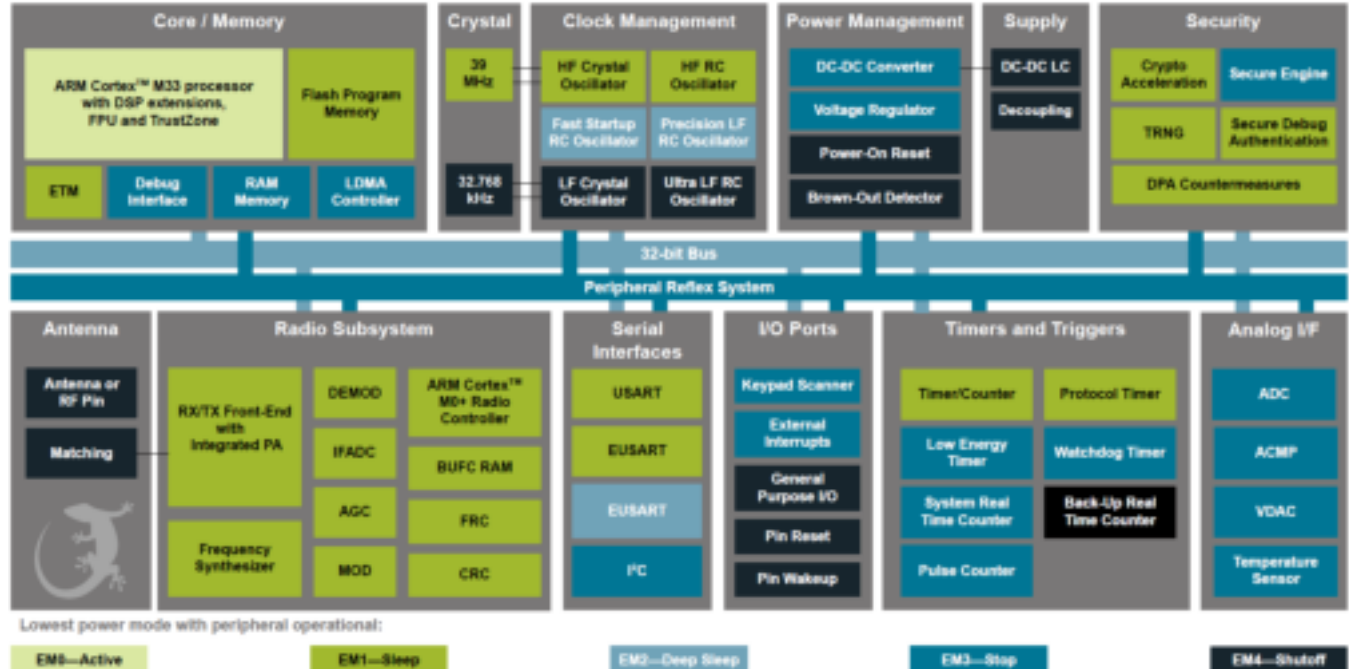 Core / Memory
ARM Cortex™ M33 processor
with DSP extensions,
FPU and TrustZone
Flash Program
Memory
ETM
Debug
Interface
RAM
Memory
LDMA
Controller
Crystal
39
MHz
32.768
kHz
Clock Management
HF Crystal
Oscillator
HF RC
Oscillator
Fast Startup
RC Oscillator
Precision LF
RC Oscillator
LF Crystal
Oscillator
Ultra LF RC
Oscillator
Power Management
DC-DC Converter
Voltage Regulator
Power-On Reset
Brown-Out Detector
Supply
DC-DC LC
Decoupling
Security
Crypto
Acceleration
Secure Engine
TRNG
Secure Debug
Authentication
DPA Countermeasures
32-bit Bus
Peripheral Reflex System
Antenna
Antenna or
RF Pin
Matching
Radio Subsystem
RX/TX Front-End
with
Integrated PA
Frequency
Synthesizer
DEMOD
IFADC
AGC
MOD
ARM Cortex™
M0+ Radio
Controller
BUFC RAM
FRC
CRC
Serial
Interfaces
USART
EUSART
EUSART
I²C
I/O Ports
Keypad Scanner
External
Interrupts
General
Purpose I/O
Pin Reset
Pin Wakeup
Timers and Triggers
Timer/Counter
Protocol Timer
Low Energy
Timer
Watchdog Timer
System Real
Time Counter
Back-Up Real
Time Counter
Pulse Counter
Analog I/F
ADC
ACMP
VDAC
Temperature
Sensor
Lowest power mode with peripheral operational:
EM0—Active
EM1—Sleep
EM2—Deep Sleep
EM3—Stop
EM4—Shutoff